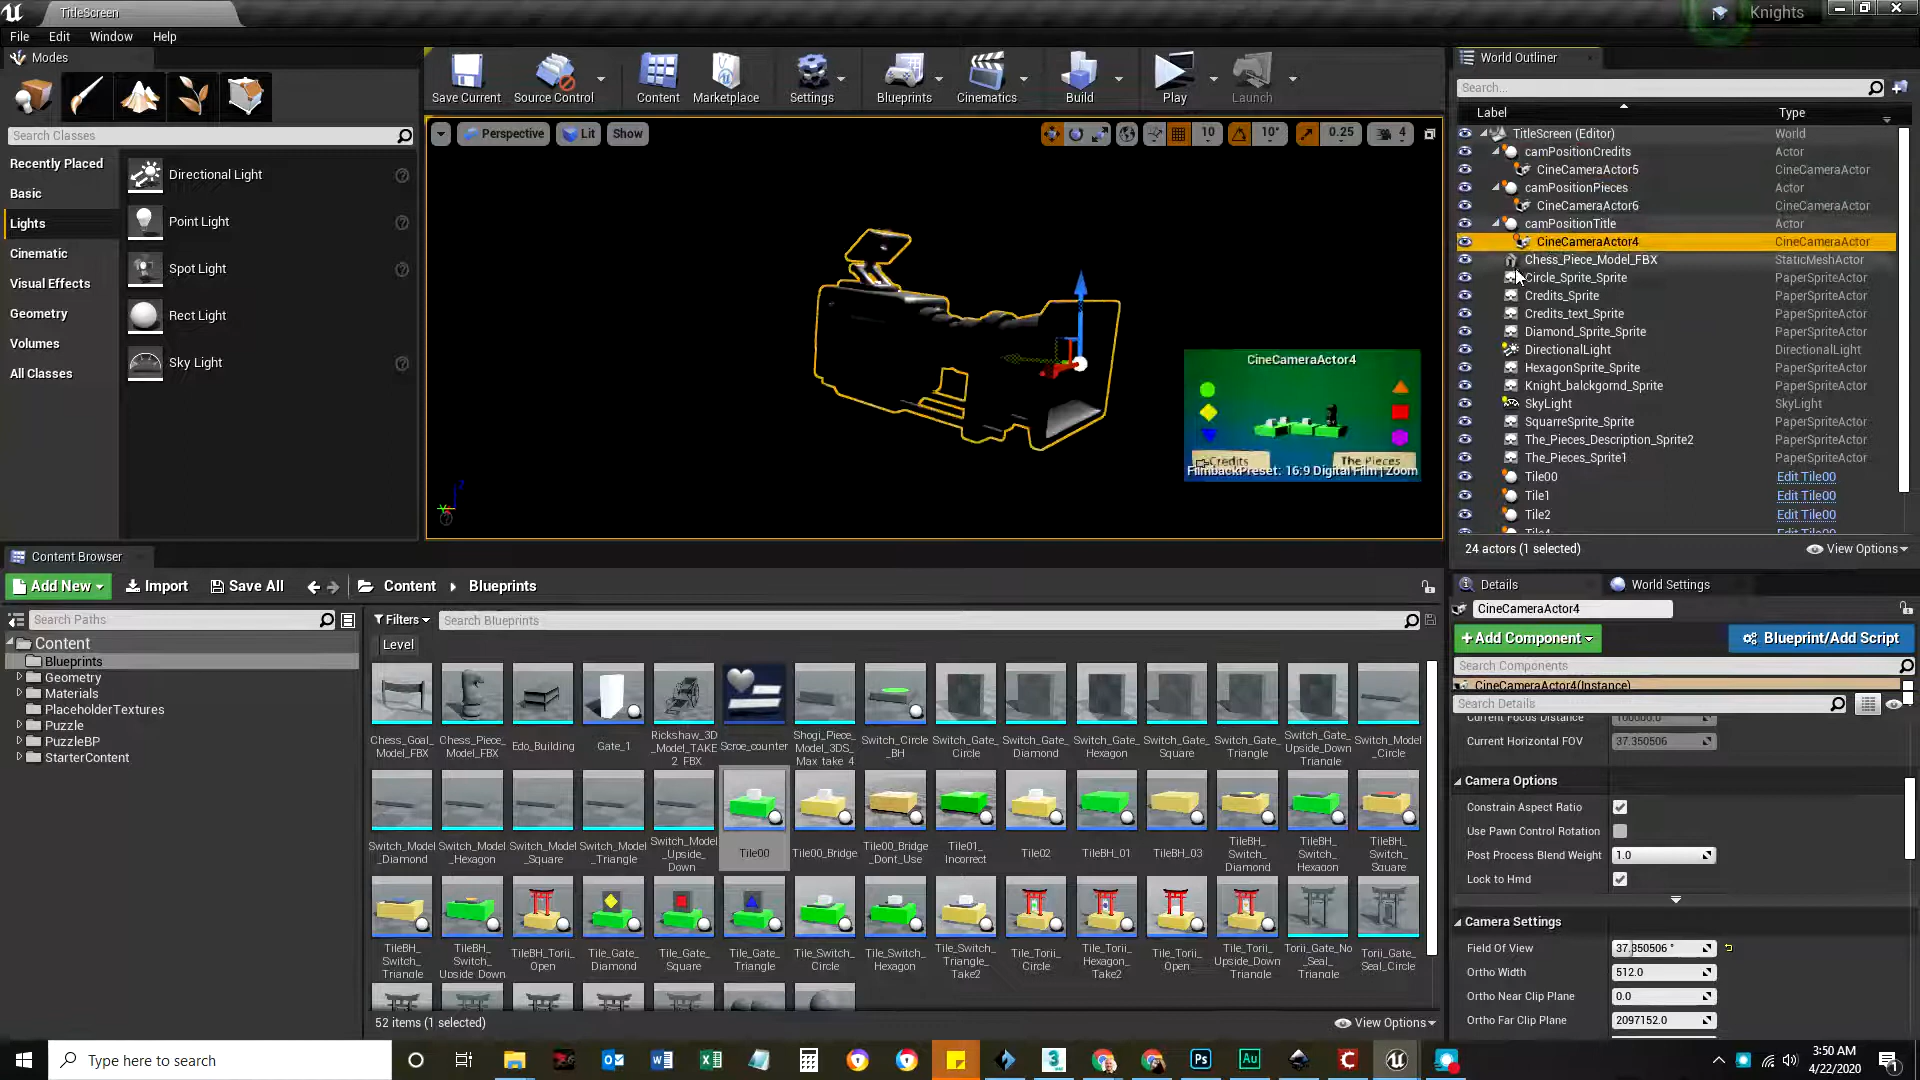 TitleScreen
Knights
File Edit Window Help
Modes
Search Classes
Recently Placed
Basic
Lights
Cinematic
Visual Effects
Geometry
Volumes
All Classes
Directional Light
Point Light
Spot Light
Rect Light
Sky Light
Save Current
Source Control
Content
Marketplace
Settings
Blueprints
Cinematics
Build
Play
Launch
Perspective Lit Show
10 10° 0.25 4
CineCameraActor4
Credits
The Pieces
FilmbackPreset: 16:9 Digital Film | Zoom
World Outliner
Search...
Label Type
TitleScreen (Editor) World
camPositionCredits Actor
CineCameraActor5 CineCameraActor
camPositionPieces Actor
CineCameraActor6 CineCameraActor
camPositionTitle Actor
CineCameraActor4 CineCameraActor
Chess_Piece_Model_FBX StaticMeshActor
Circle_Sprite_Sprite PaperSpriteActor
Credits_Sprite PaperSpriteActor
Credits_text_Sprite PaperSpriteActor
Diamond_Sprite_Sprite PaperSpriteActor
DirectionalLight DirectionalLight
HexagonSprite_Sprite PaperSpriteActor
Knight_balckgornd_Sprite PaperSpriteActor
SkyLight SkyLight
SquarreSprite_Sprite PaperSpriteActor
The_Pieces_Description_Sprite2 PaperSpriteActor
The_Pieces_Sprite1 PaperSpriteActor
Tile00 Edit Tile00
Tile1 Edit Tile00
Tile2 Edit Tile00
24 actors (1 selected)
View Options
Content Browser
Add New Import Save All Content Blueprints
Search Paths
Content
Blueprints
Geometry
Materials
PlaceholderTextures
Puzzle
PuzzleBP
StarterContent
Filters Search Blueprints
Level
Chess_Goal_Model_FBX
Chess_Piece_Model_FBX
Edo_Building
Gate_1
Rickshaw_3D_Model_TAKE2_FBX
Scroe_counter
Shogi_Piece_Model_3DS_Max_take_4
Switch_Circle_BH
Switch_Gate_Circle
Switch_Gate_Diamond
Switch_Gate_Hexagon
Switch_Gate_Square
Switch_Gate_Triangle
Switch_Gate_Upside_Down_Triangle
Switch_Model_Circle
Switch_Model_Diamond
Switch_Model_Hexagon
Switch_Model_Square
Switch_Model_Triangle
Switch_Model_Upside_Down
Tile00
Tile00_Bridge
Tile00_Bridge_Dont_Use
Tile01_Incorrect
Tile02
TileBH_01
TileBH_03
TileBH_Switch_Diamond
TileBH_Switch_Hexagon
TileBH_Switch_Square
TileBH_Switch_Triangle
TileBH_Switch_Upside_Down
TileBH_Torii_Open
Tile_Gate_Diamond
Tile_Gate_Square
Tile_Gate_Triangle
Tile_Switch_Circle
Tile_Switch_Hexagon
Tile_Switch_Triangle_Take2
Tile_Torii_Circle
Tile_Torii_Hexagon_Take2
Tile_Torii_Open
Tile_Torii_Upside_Down_Triangle
Torii_Gate_No_Seal_Triangle
Torii_Gate_Seal_Circle
52 items (1 selected)
View Options
Details World Settings
CineCameraActor4
+Add Component Blueprint/Add Script
Search Components
CineCameraActor4(Instance)
Search Details
Current Focus Distance 100000.0
Current Horizontal FOV 37.350506
Camera Options
Constrain Aspect Ratio
Use Pawn Control Rotation
Post Process Blend Weight 1.0
Lock to Hmd
Camera Settings
Field Of View 37.350506 °
Ortho Width 512.0
Ortho Near Clip Plane 0.0
Ortho Far Clip Plane 2097152.0
Type here to search
3:50 AM
4/22/2020